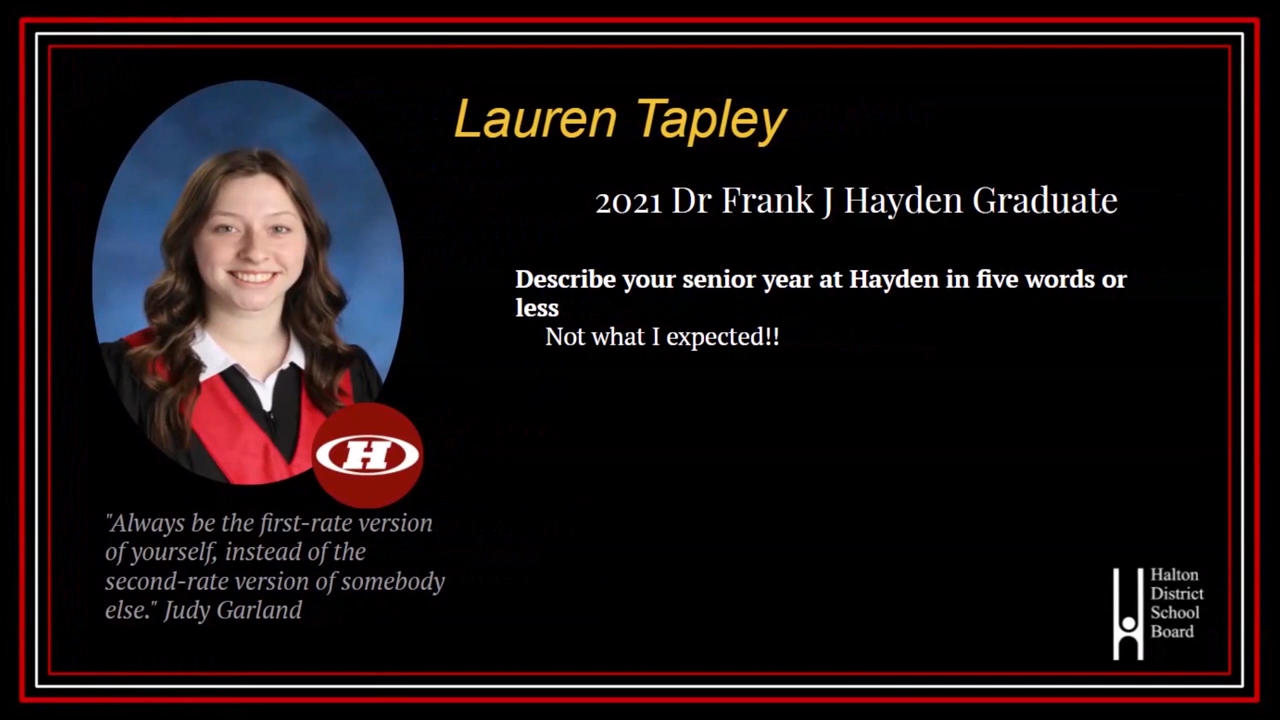 Lauren Tapley
2021 Dr Frank J Hayden Graduate
Describe your senior year at Hayden in five words or
less
Not what I expected!!
H
"Always be the first-rate version
of yourself, instead of the
second-rate version of somebody
else." Judy Garland
Halton
District
School
Board